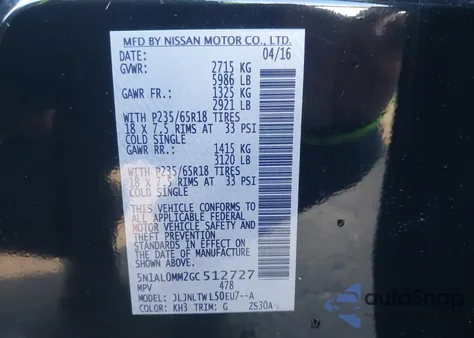 MFD BY NISSAN MOTOR CO., LTD.
DATE: 04/16
GVWR: 2715 KG
5986 LB
GAWR FR.: 1325 KG
2921 LB
WITH P235/65R18 TIRES
18 X 7.5 RIMS AT 33 PSI
COLD SINGLE
GAWR RR.: 1415 KG
3120 LB
WITH P235/65R18 TIRES
18 X 7.5 RIMS AT 33 PSI
COLD SINGLE
THIS VEHICLE CONFORMS TO
ALL APPLICABLE FEDERAL
MOTOR VEHICLE SAFETY AND
THEFT PREVENTION
STANDARDS IN EFFECT ON
THE DATE OF MANUFACTURE
SHOWN ABOVE.
5N1AL0MM2GC512727
MPV 478
MODEL: JLJNLTW L50EU7--A
COLOR: KH3 TRIM: G ZS30A
autoSnap